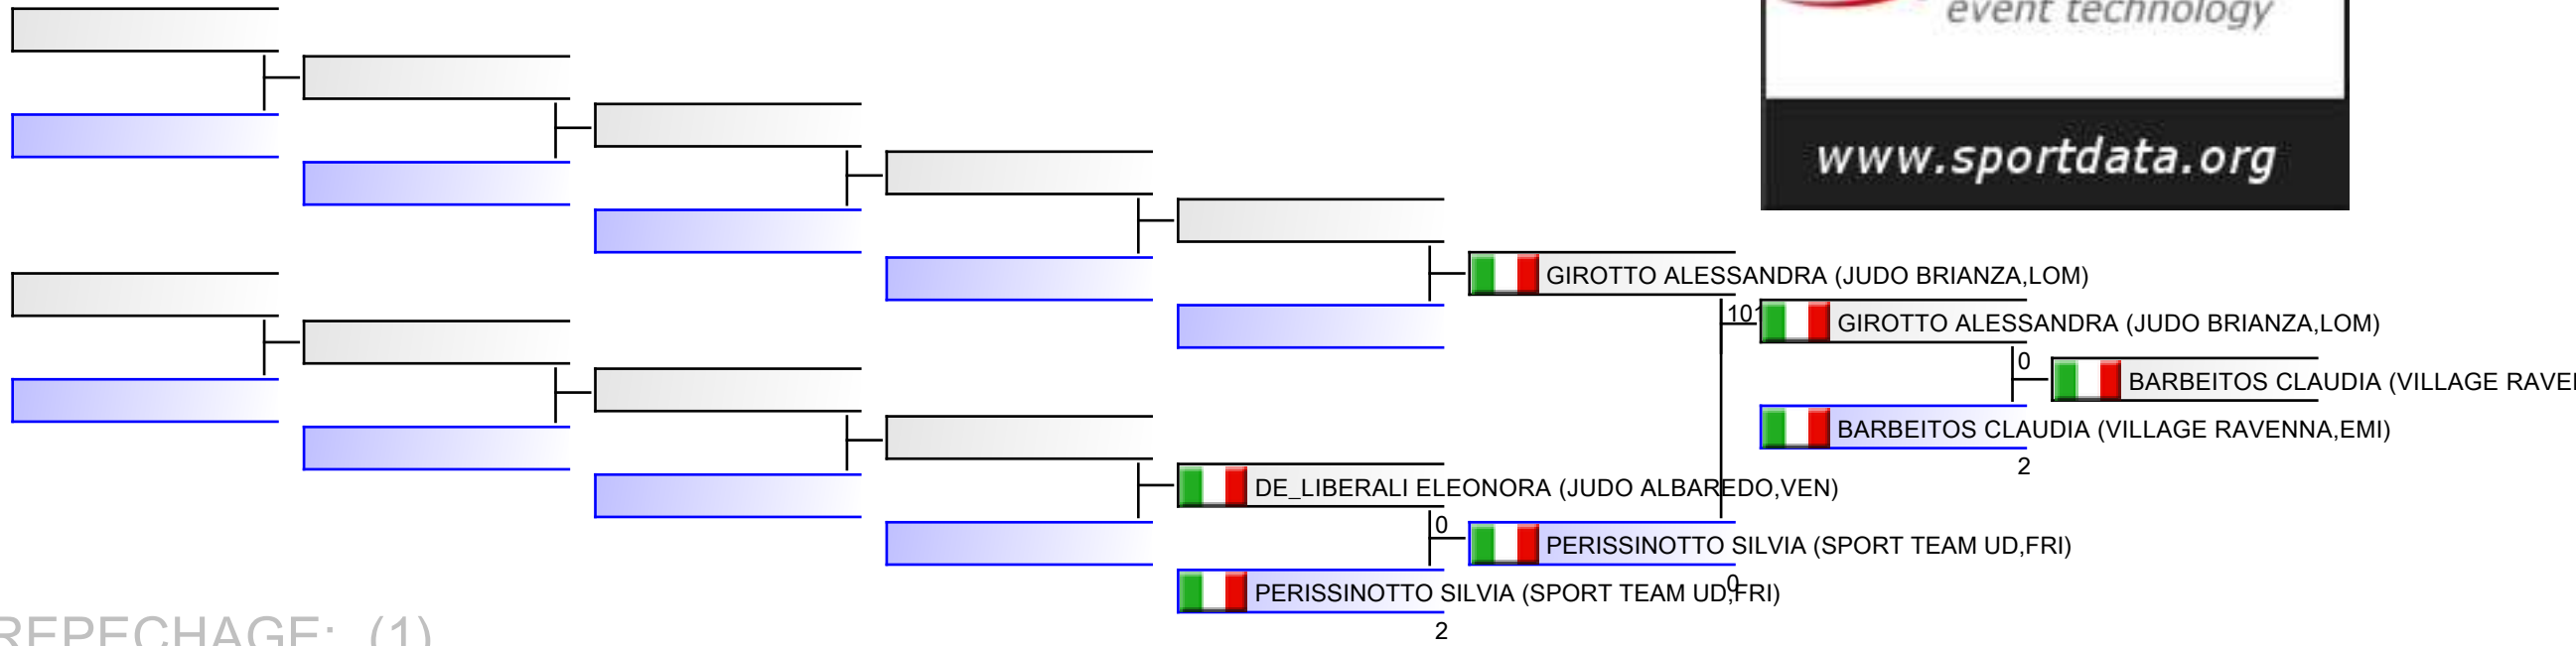 event technology
www.sportdata.org
GIROTTO ALESSANDRA (JUDO BRIANZA,LOM)
101
GIROTTO ALESSANDRA (JUDO BRIANZA,LOM)
0
BARBEITOS CLAUDIA (VILLAGE RAVE
BARBEITOS CLAUDIA (VILLAGE RAVENNA,EMI)
2
DE_LIBERALI ELEONORA (JUDO ALBAREDO,VEN)
0
PERISSINOTTO SILVIA (SPORT TEAM UD,FRI)
0
PERISSINOTTO SILVIA (SPORT TEAM UD,FRI)
2
REPECHAGE: (1)